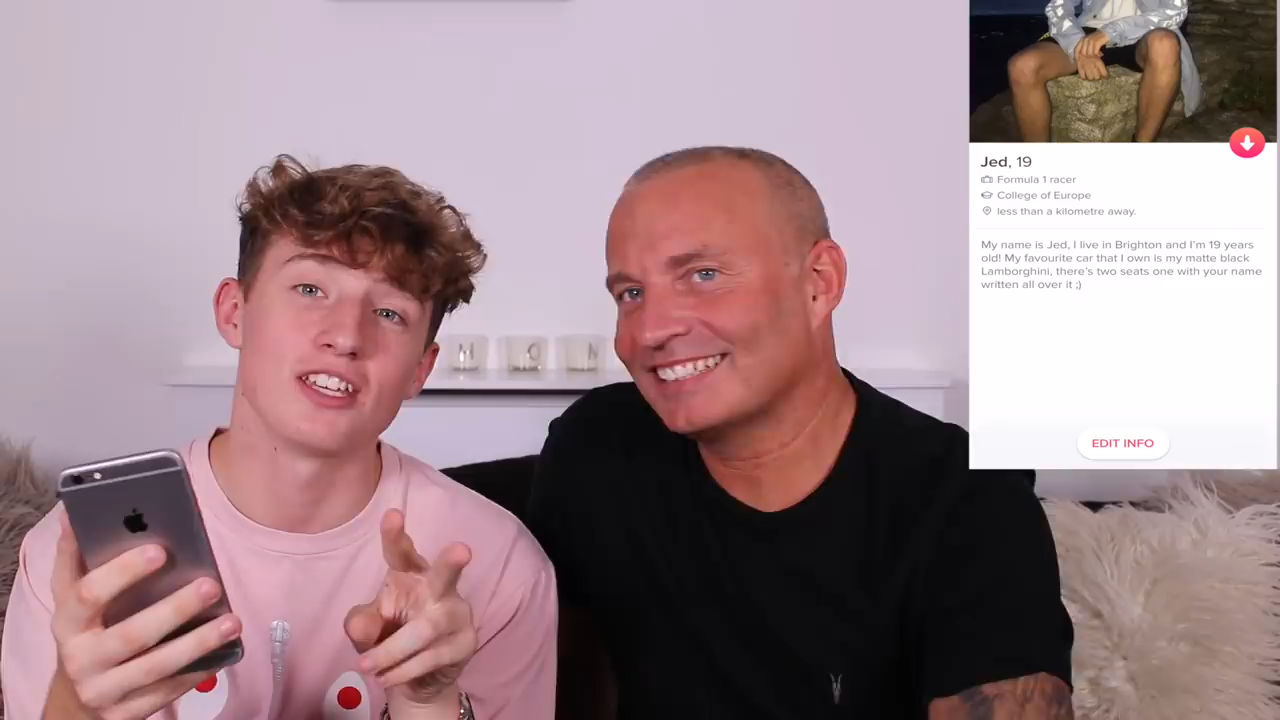 M O N
Jed, 19
Formula 1 racer
College of Europe
less than a kilometre away.
My name is Jed, I live in Brighton and I'm 19 years
old! My favourite car that I own is my matte black
Lamborghini, there's two seats one with your name
written all over it ;)
EDIT INFO